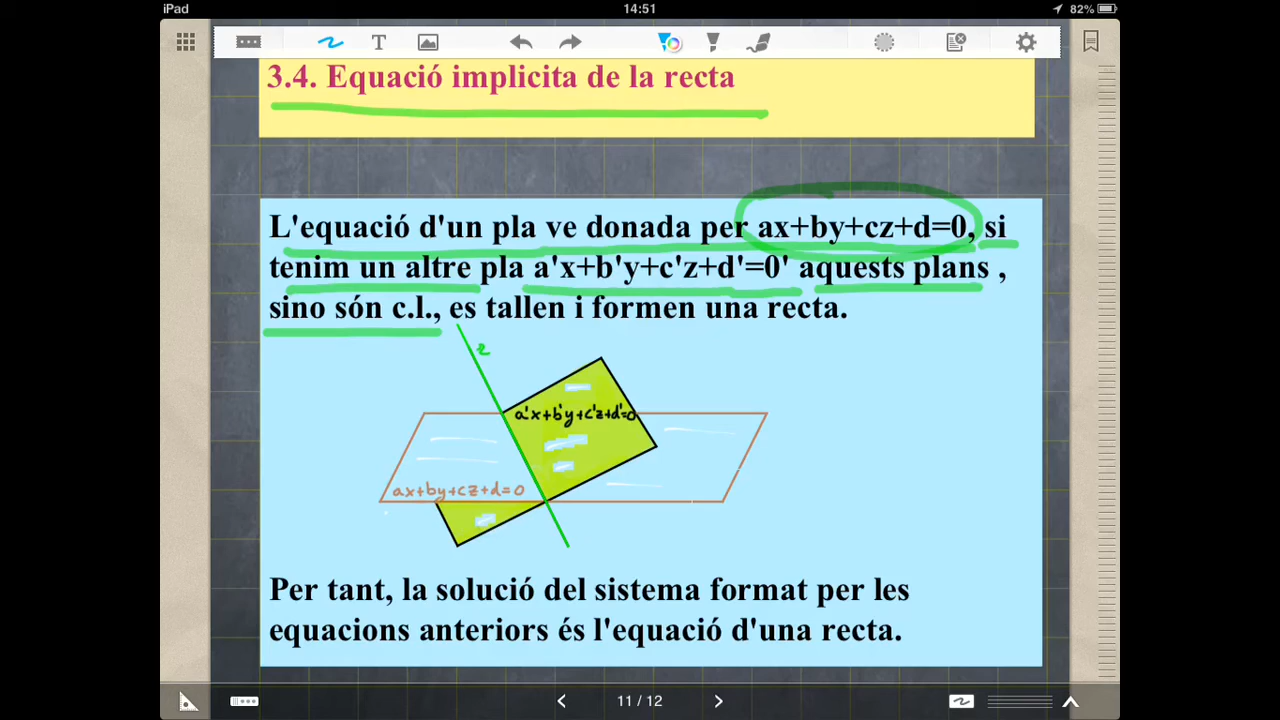 iPad 14:51 82%
T
3.4. Equació implicita de la recta
L'equació d'un pla ve donada per ax+by+cz+d=0, si
tenim un altre pla a'x+b'y+c'z+d'=0' aquests plans ,
sino són c.l., es tallen i formen una recta.
r
a'x+b'y+c'z+d'=0
ax+by+cz+d=0
Per tant, la solució del sistema format per les
equacions anteriors és l'equació d'una recta.
11 / 12